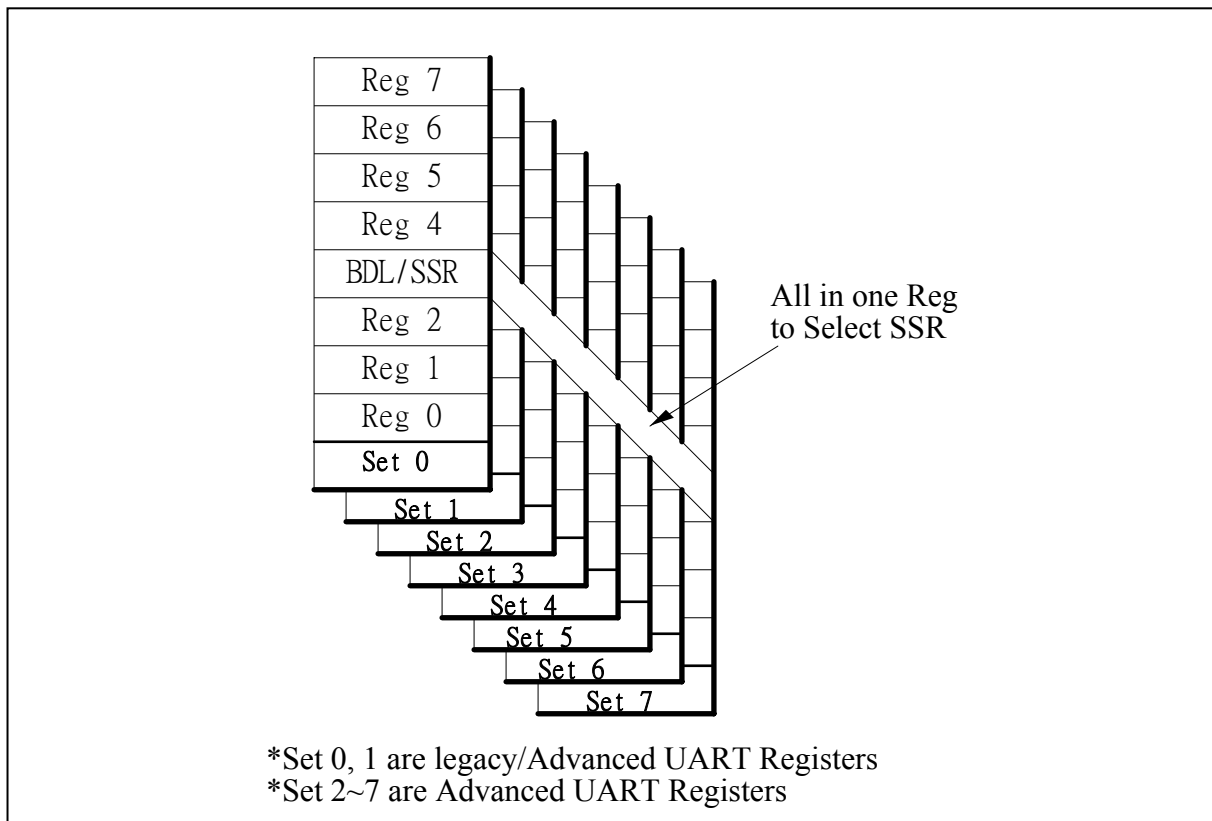 Reg 7
Reg 6
Reg 5
Reg 4
BDL/SSR
Reg 2
Reg 1
Reg 0
Set 0
Set 1
Set 2
Set 3
Set 4
Set 5
Set 6
Set 7
All in one Reg
to Select SSR
*Set 0, 1 are legacy/Advanced UART Registers
*Set 2~7 are Advanced UART Registers